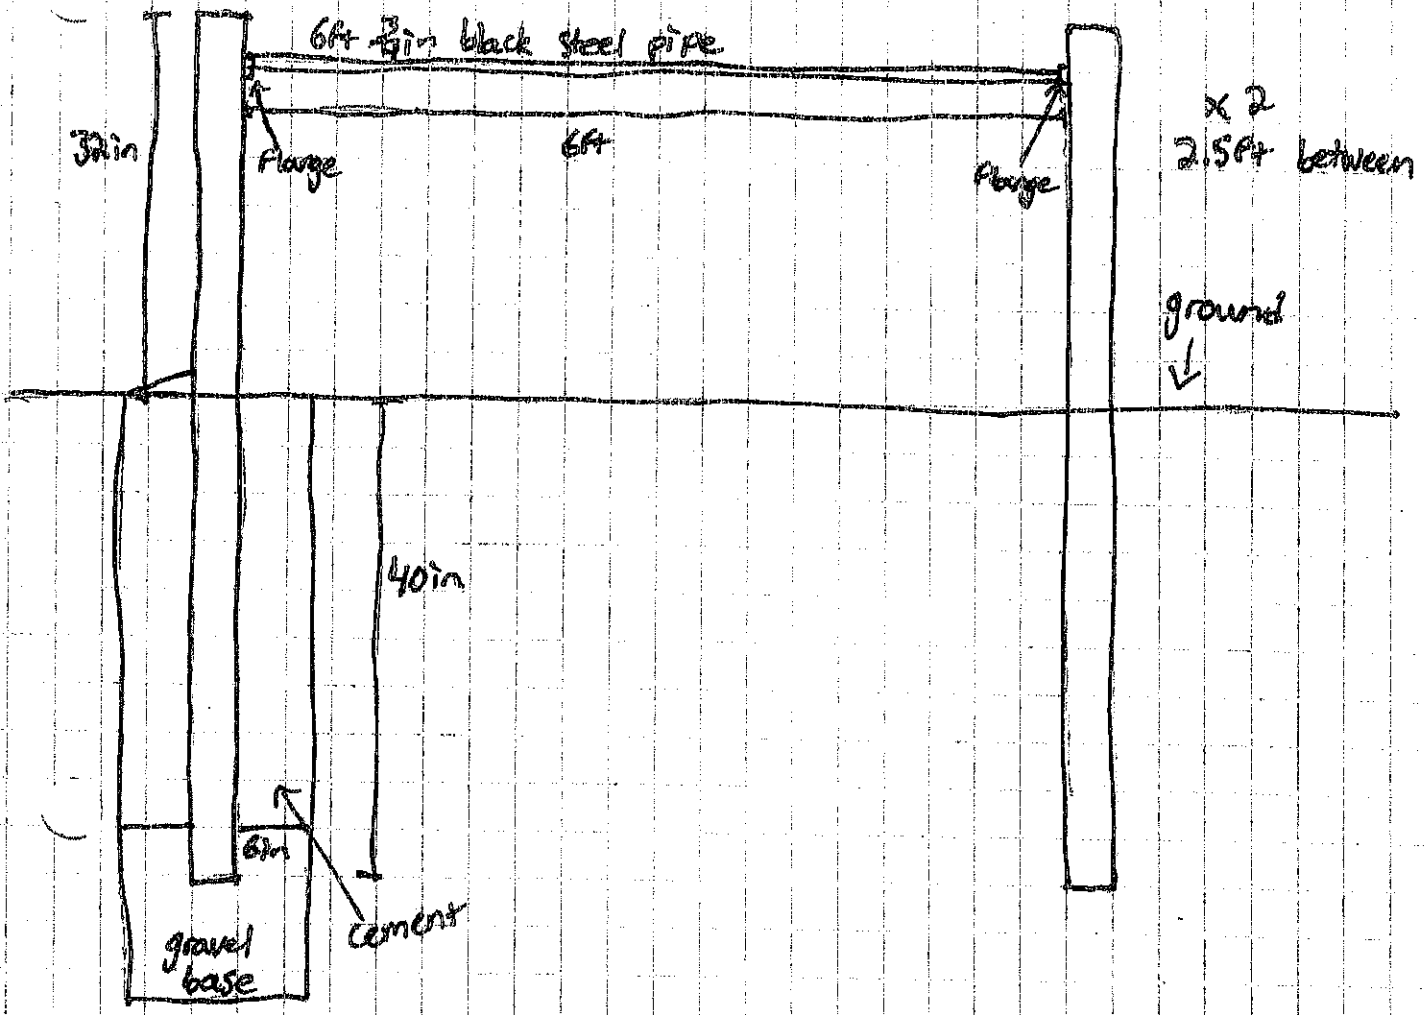 6ft 3/4in black steel pipe
32in
Flange
6ft
Flange
x 2
2.5ft between
ground
40in
6in
cement
gravel
base